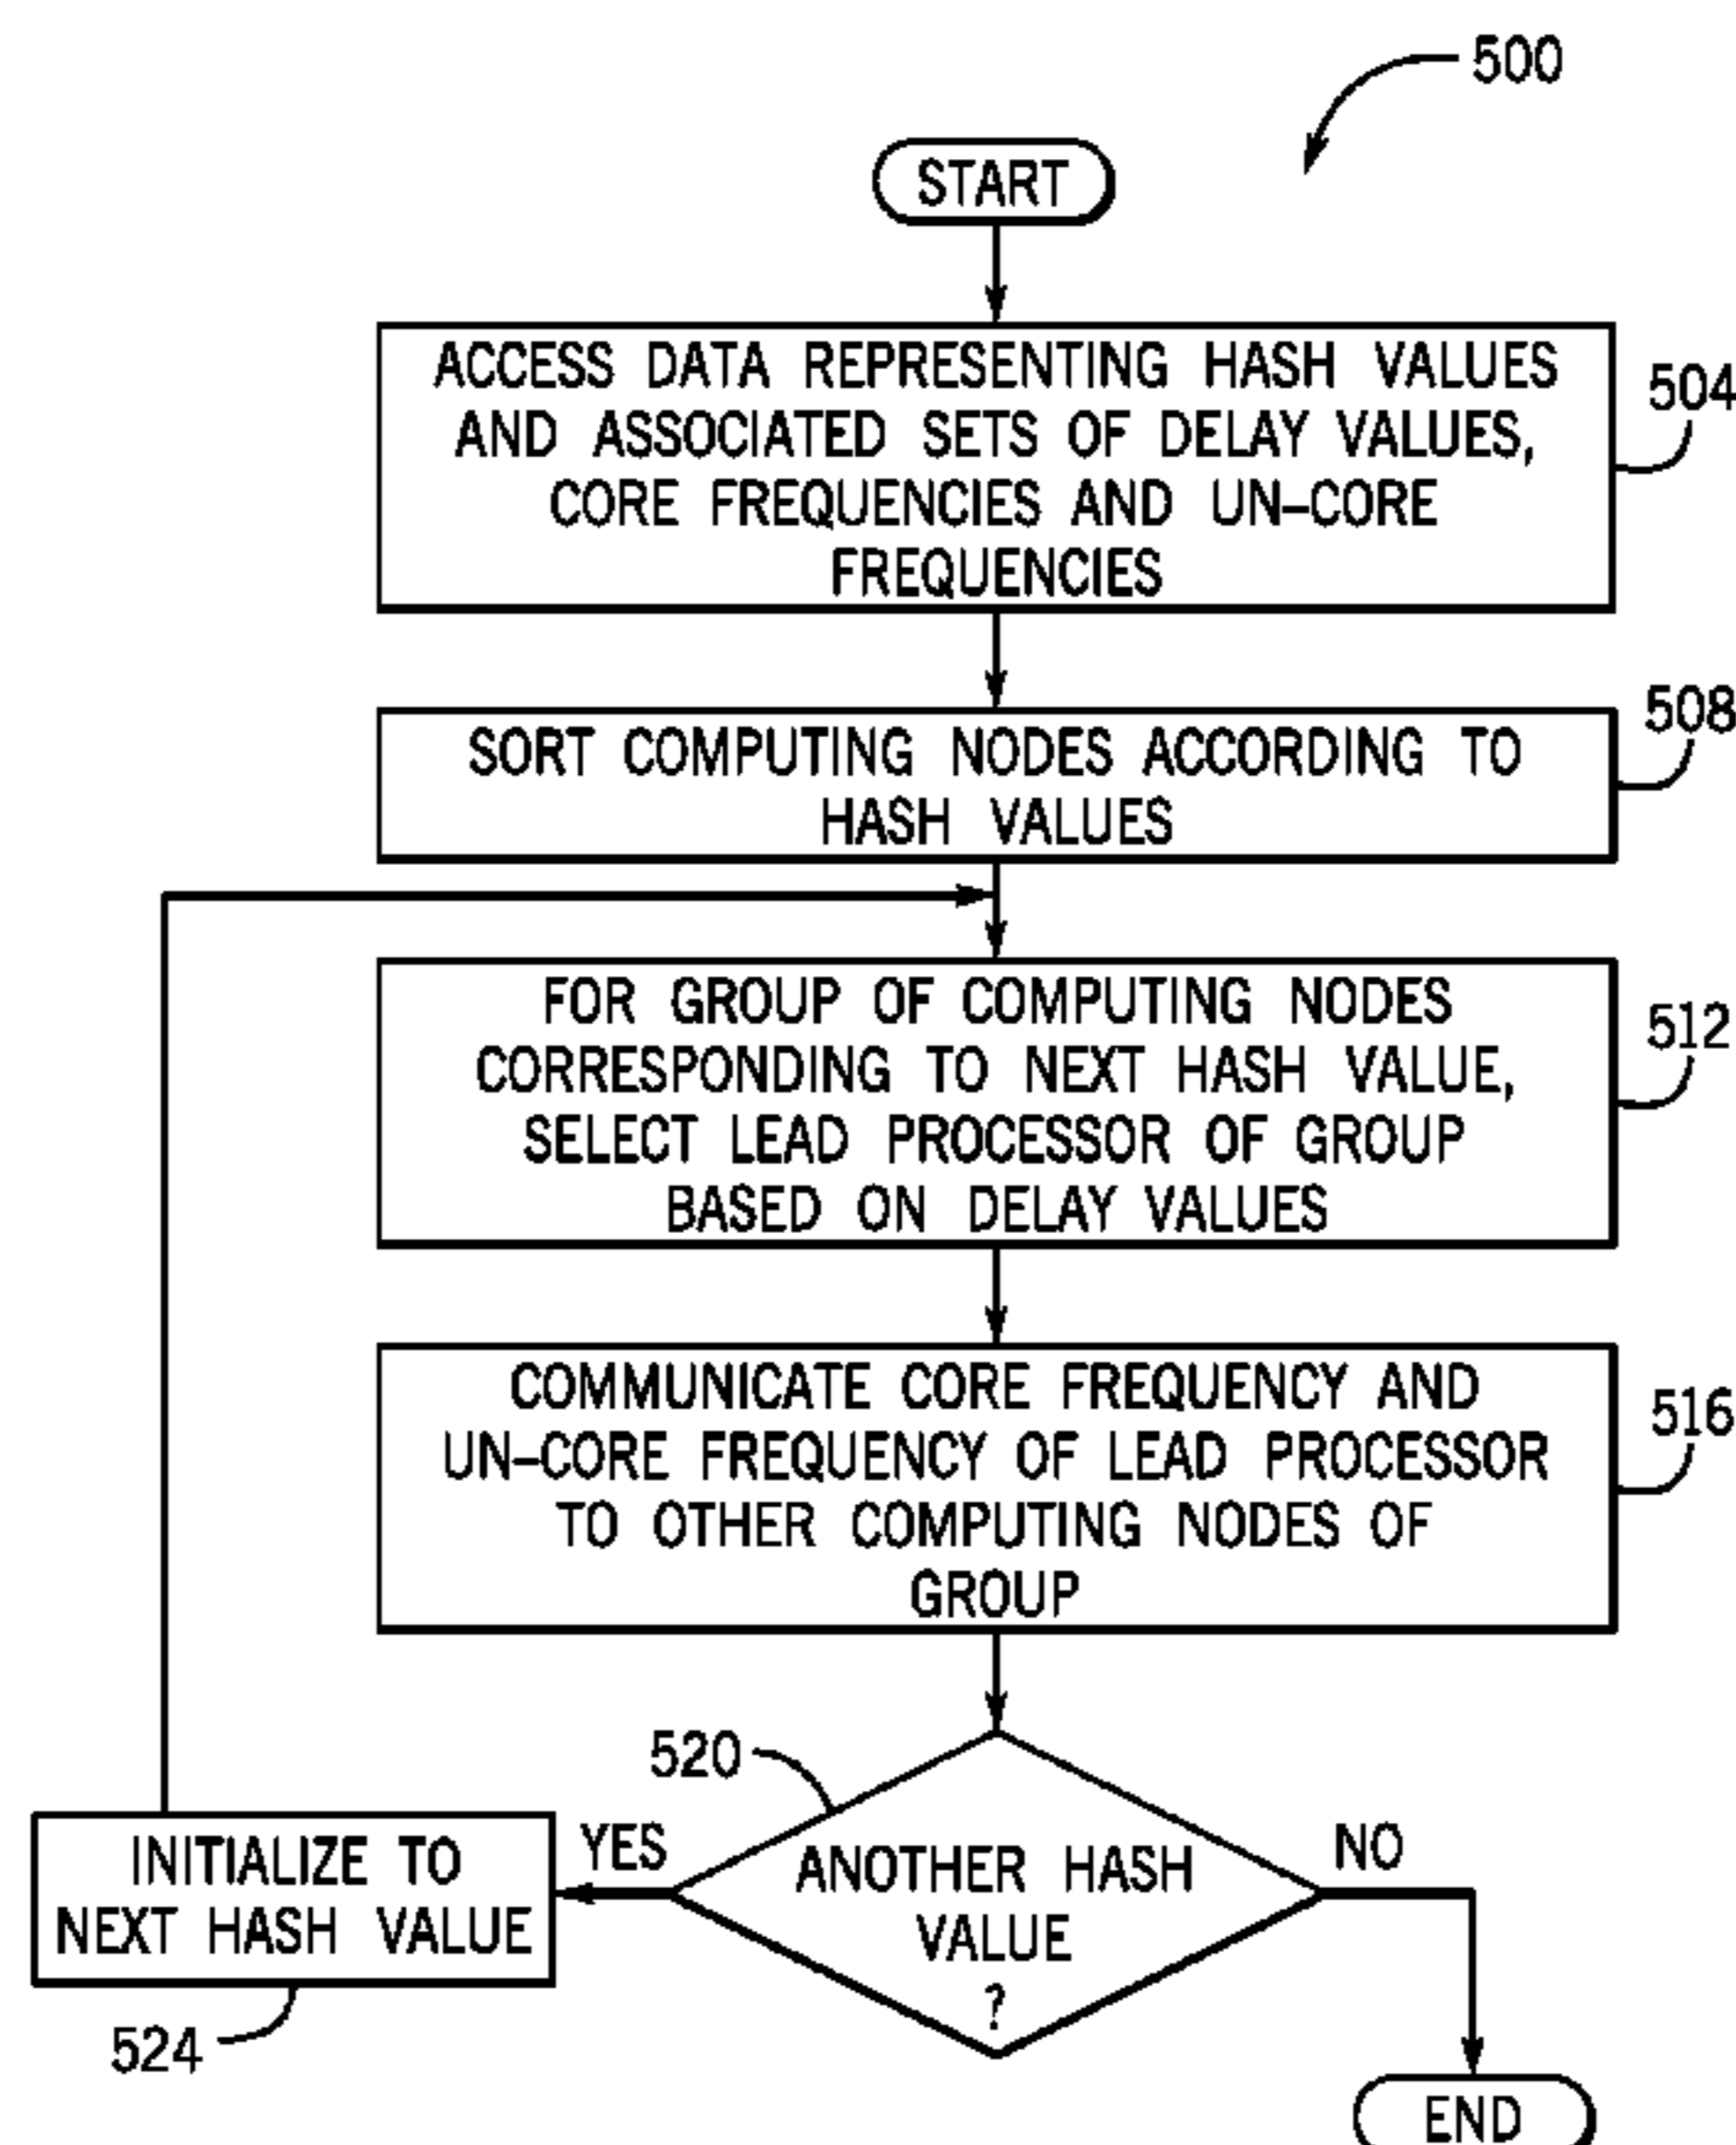 500
START
ACCESS DATA REPRESENTING HASH VALUES
AND ASSOCIATED SETS OF DELAY VALUES,
CORE FREQUENCIES AND UN-CORE
FREQUENCIES
504
SORT COMPUTING NODES ACCORDING TO
HASH VALUES
508
FOR GROUP OF COMPUTING NODES
CORRESPONDING TO NEXT HASH VALUE,
SELECT LEAD PROCESSOR OF GROUP
BASED ON DELAY VALUES
512
COMMUNICATE CORE FREQUENCY AND
UN-CORE FREQUENCY OF LEAD PROCESSOR
TO OTHER COMPUTING NODES OF
GROUP
516
520
ANOTHER HASH
VALUE
?
YES
NO
INITIALIZE TO
NEXT HASH VALUE
524
END